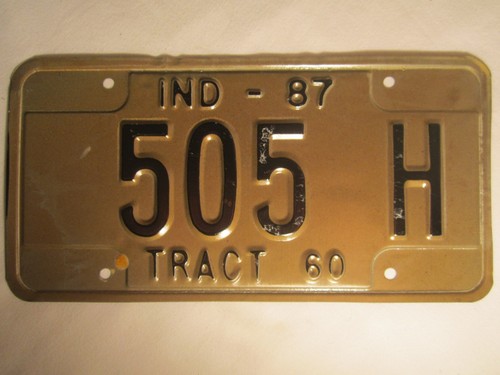 IND - 87
505 H
TRACT 60